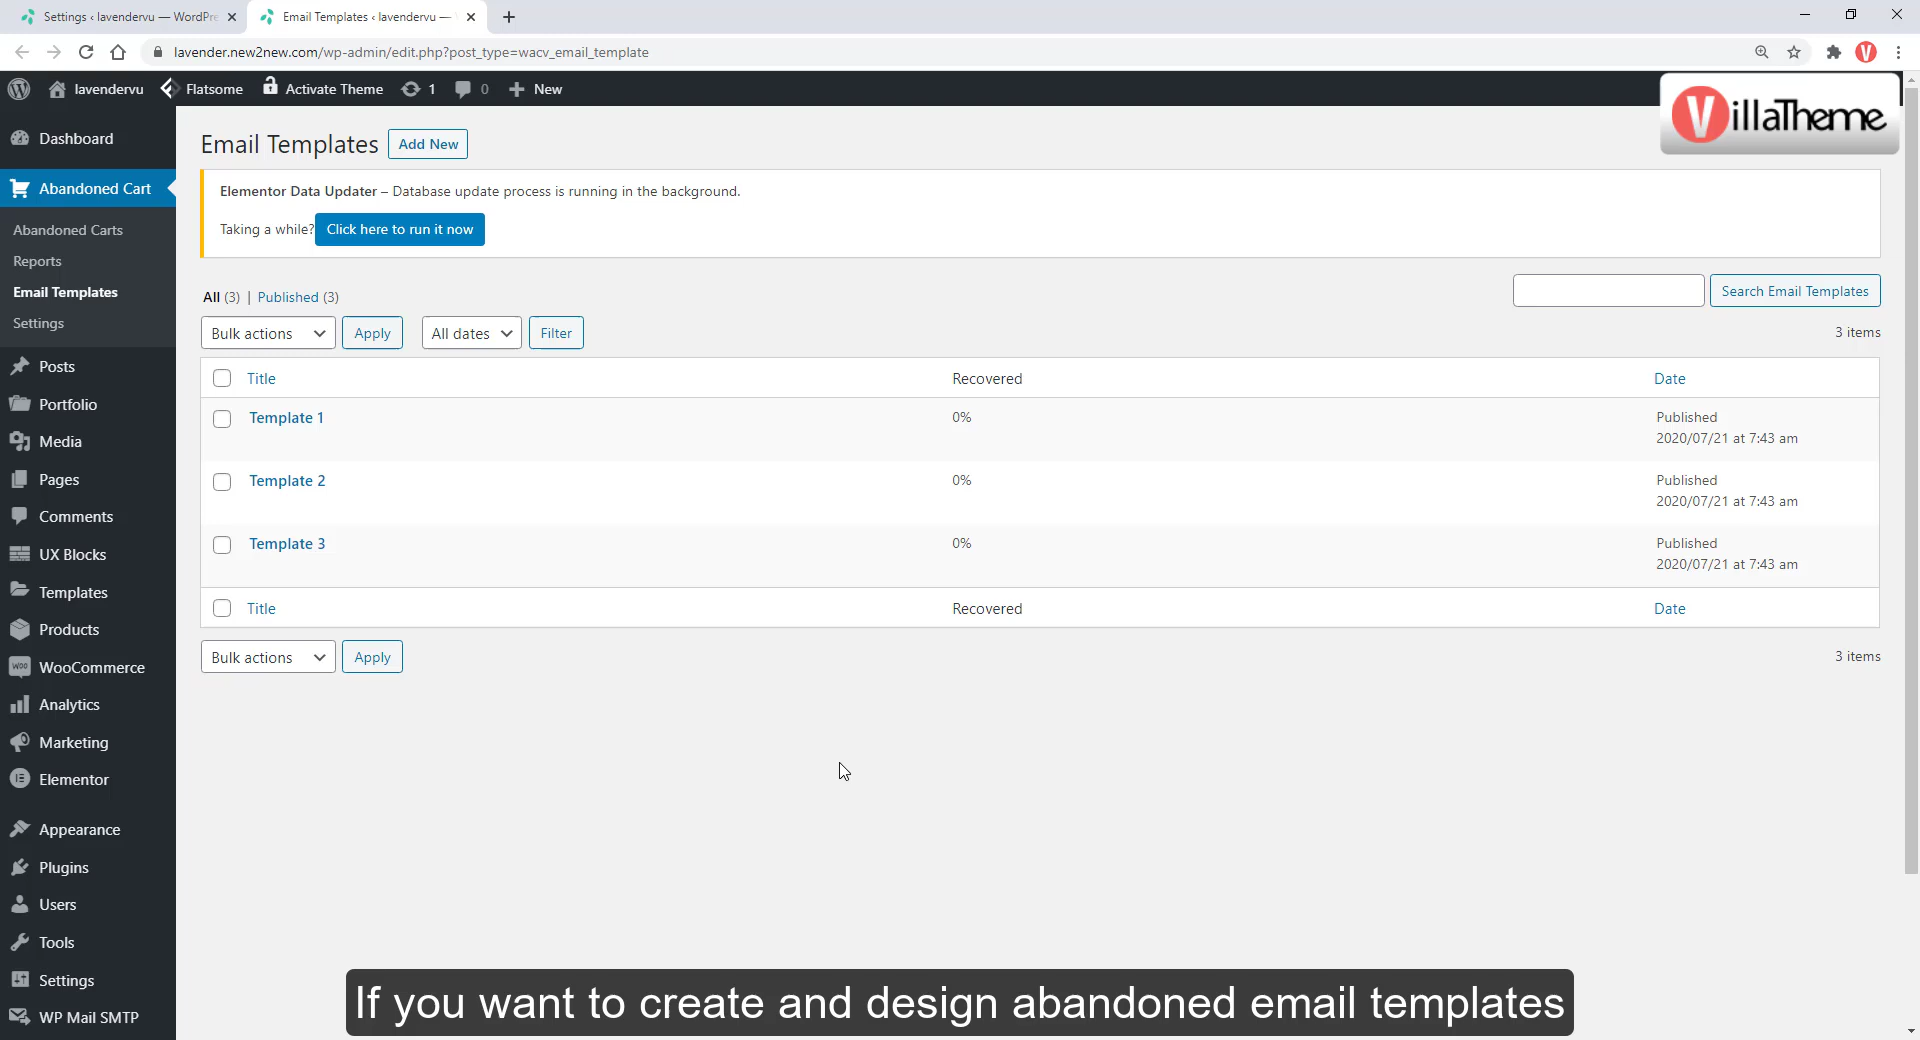 Settings ‹ lavendervu — WordPre
Email Templates ‹ lavendervu —
lavender.new2new.com/wp-admin/edit.php?post_type=wacv_email_template
lavendervu Flatsome Activate Theme 1 0 New
VillaTheme
Dashboard
Abandoned Cart
Abandoned Carts
Reports
Email Templates
Settings
Posts
Portfolio
Media
Pages
Comments
UX Blocks
Templates
Products
WooCommerce
Analytics
Marketing
Elementor
Appearance
Plugins
Users
Tools
Settings
WP Mail SMTP
Email Templates Add New
Elementor Data Updater – Database update process is running in the background.
Taking a while? Click here to run it now
All (3) | Published (3)
Search Email Templates
Bulk actions Apply All dates Filter
3 items
Title Recovered Date
Template 1 0% Published
2020/07/21 at 7:43 am
Template 2 0% Published
2020/07/21 at 7:43 am
Template 3 0% Published
2020/07/21 at 7:43 am
Title Recovered Date
Bulk actions Apply
3 items
If you want to create and design abandoned email templates